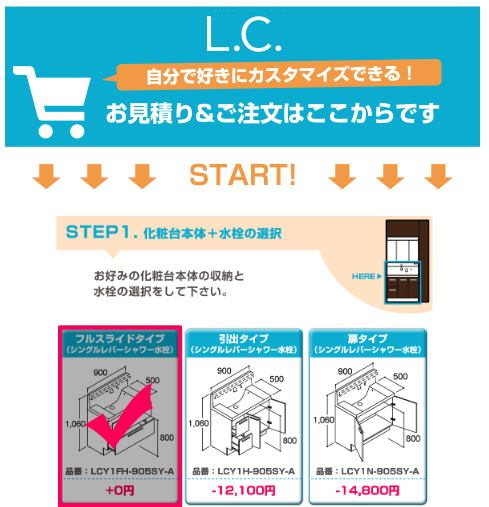 L.C.
自分で好きにカスタマイズできる！
お見積り&ご注文はここからです
START!
STEP1. 化粧台本体＋水栓の選択
お好みの化粧台本体の収納と
水栓の選択をして下さい。
HERE▶
フルスライドタイプ
（シングルレバーシャワー水栓）
900
500
1,060
800
品番：LCY1FH-905SY-A
+0円
引出タイプ
（シングルレバーシャワー水栓）
900
500
1,060
800
品番：LCY1H-905SY-A
-12,100円
扉タイプ
（シングルレバーシャワー水栓）
900
500
1,060
800
品番：LCY1N-905SY-A
-14,800円